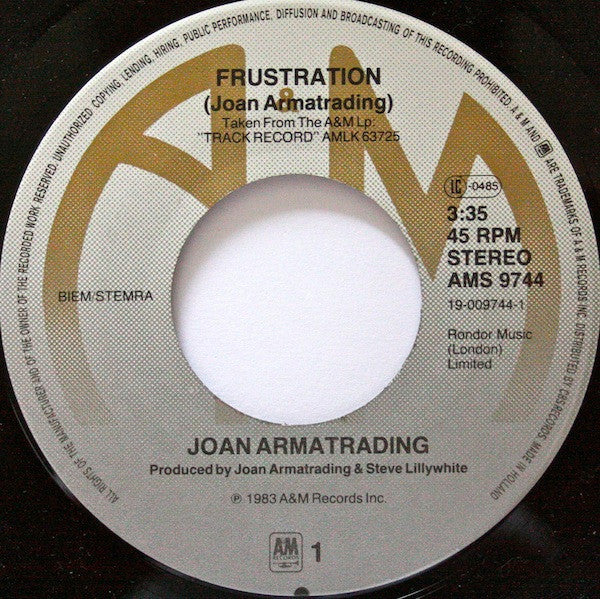 ALL RIGHTS OF THE MANUFACTURER AND OF THE OWNER OF THE RECORDED WORK RESERVED. UNAUTHORIZED COPYING, LENDING, HIRING, PUBLIC PERFORMANCE, DIFFUSION AND BROADCASTING OF THIS RECORDING PROHIBITED. A & M AND A&M ARE TRADEMARKS OF A & M RECORDS INC. DISTRIBUTED BY CBS RECORDS. MADE IN HOLLAND
A&M
FRUSTRATION
(Joan Armatrading)
Taken From The A&M Lp:
"TRACK RECORD" AMLK 63725
IC -0485
3:35
45 RPM
STEREO
AMS 9744
19-009744-1
BIEM/STEMRA
Rondor Music
(London)
Limited
JOAN ARMATRADING
Produced by Joan Armatrading & Steve Lillywhite
℗ 1983 A&M Records Inc.
A&M
RECORDS
1